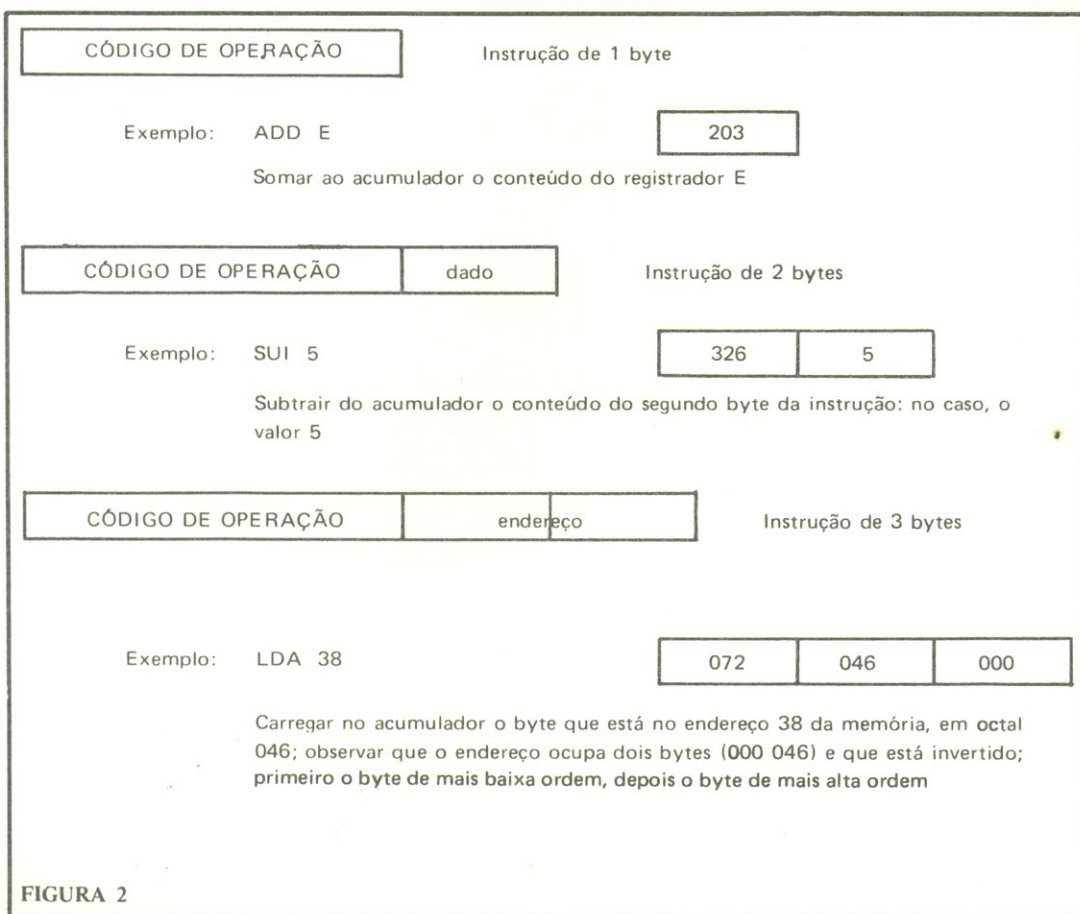 CÓDIGO DE OPERAÇÃO Instrução de 1 byte
Exemplo: ADD E 203
Somar ao acumulador o conteúdo do registrador E
CÓDIGO DE OPERAÇÃO dado Instrução de 2 bytes
Exemplo: SUI 5 326 5
Subtrair do acumulador o conteúdo do segundo byte da instrução: no caso, o
valor 5
CÓDIGO DE OPERAÇÃO endereço Instrução de 3 bytes
Exemplo: LDA 38 072 046 000
Carregar no acumulador o byte que está no endereço 38 da memória, em octal
046; observar que o endereço ocupa dois bytes (000 046) e que está invertido;
primeiro o byte de mais baixa ordem, depois o byte de mais alta ordem
FIGURA 2